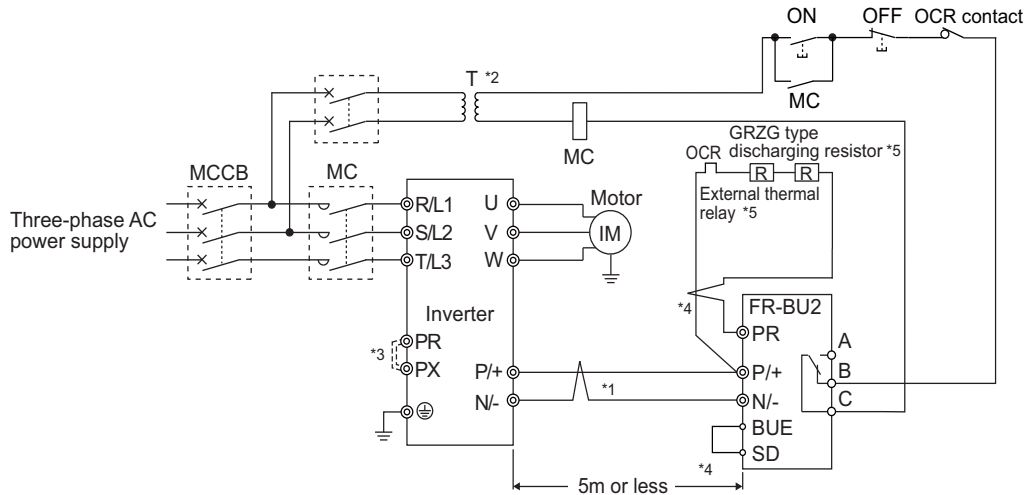 ON
OFF
OCR contact
T *2
MC
MC
GRZG type
discharging resistor *5
OCR
R
R
External thermal
relay *5
MCCB
MC
Three-phase AC
power supply
R/L1
S/L2
T/L3
U
V
W
Motor
IM
Inverter
PR
*3
PX
P/+
N/-
*1
*4
FR-BU2
PR
P/+
N/-
BUE
SD
*4
A
B
C
5m or less